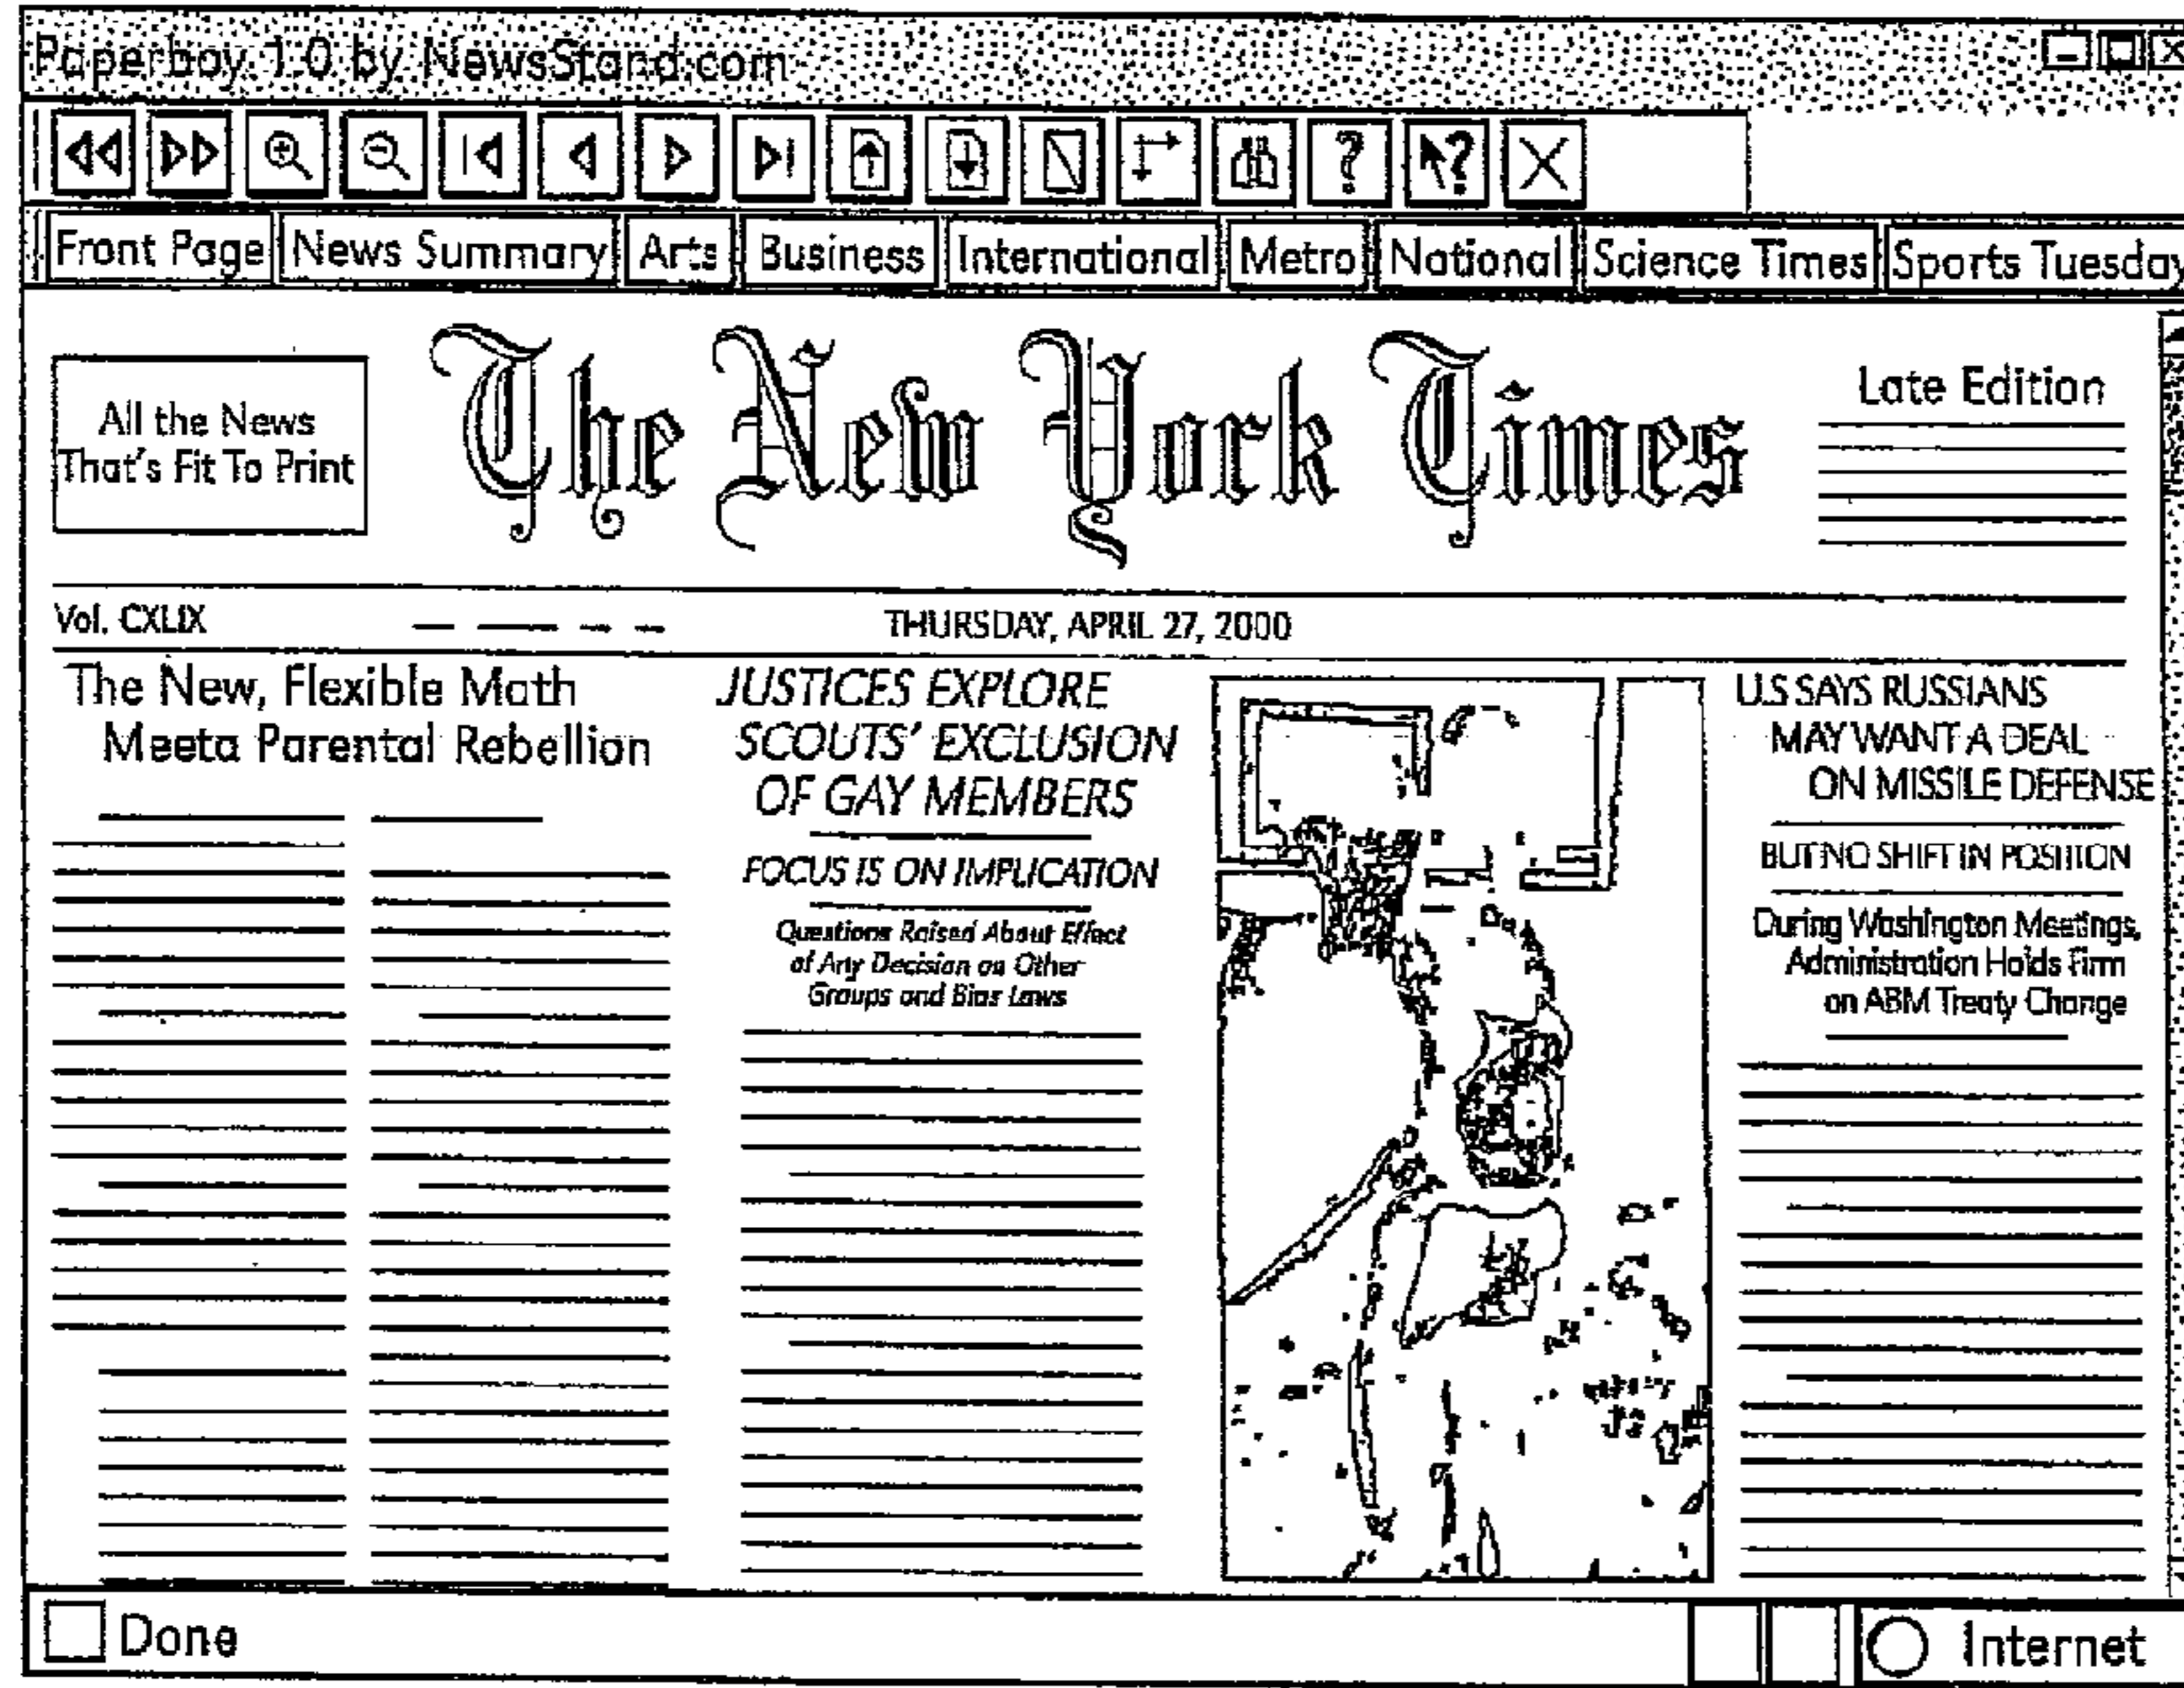 Paperboy 1.0 by NewsStand.com
Front Page News Summary Arts Business International Metro National Science Times Sports Tuesday
All the News
That's Fit To Print
The New York Times
Late Edition
Vol. CXLIX
THURSDAY, APRIL 27, 2000
The New, Flexible Math
Meeta Parental Rebellion
JUSTICES EXPLORE
SCOUTS' EXCLUSION
OF GAY MEMBERS
FOCUS IS ON IMPLICATION
Questions Raised About Effect
of Any Decision on Other
Groups and Bias Laws
U.S SAYS RUSSIANS
MAY WANT A DEAL
ON MISSILE DEFENSE
BUT NO SHIFT IN POSITION
During Washington Meetings,
Administration Holds Firm
on ABM Treaty Change
Done
Internet